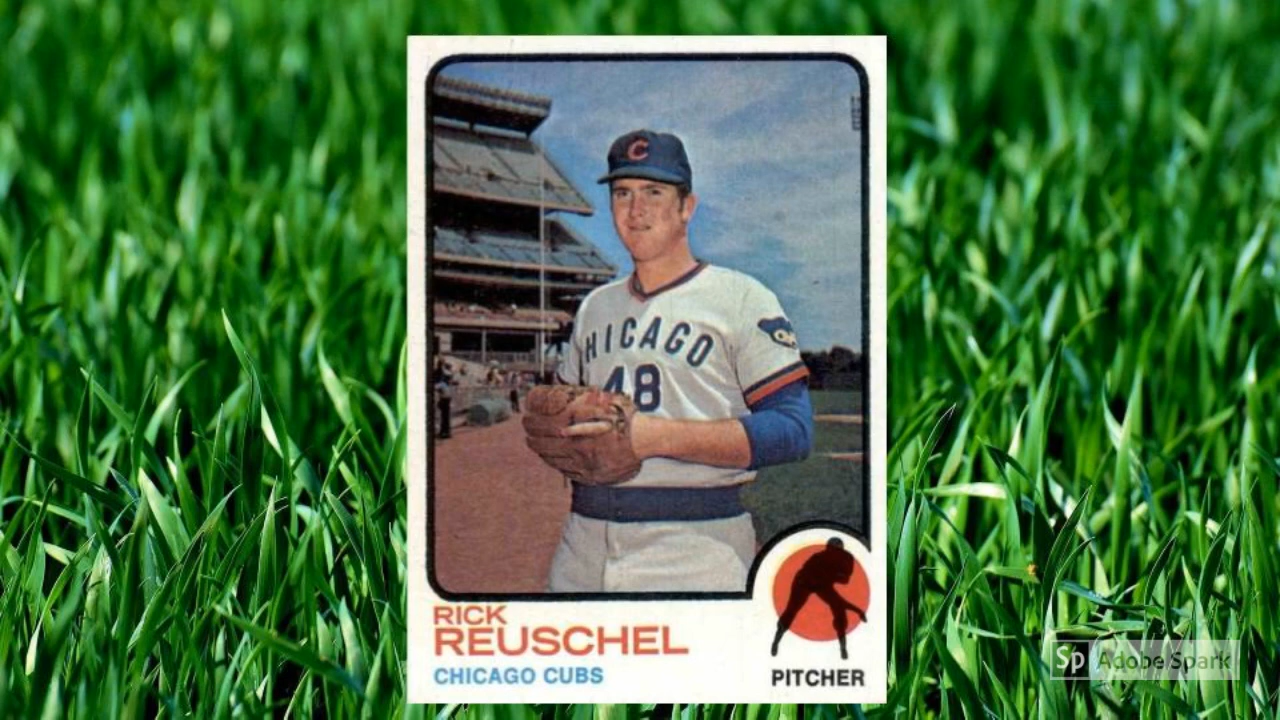 C
CHICAGO
48
RICK
REUSCHEL
CHICAGO CUBS
PITCHER
Sp Adobe Spark